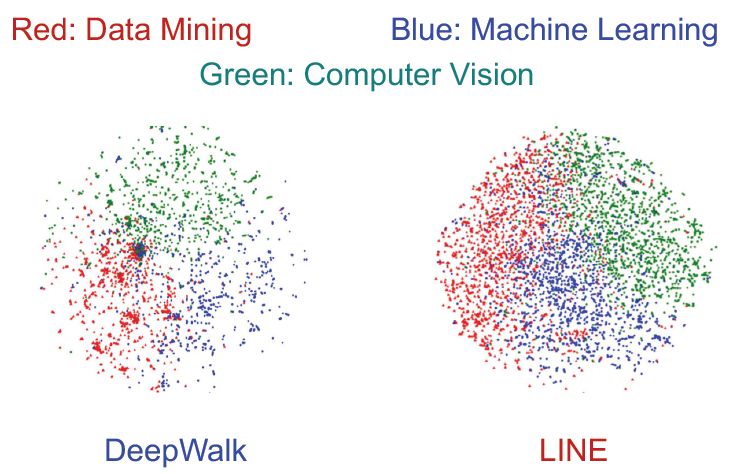 Red: Data Mining
Blue: Machine Learning
Green: Computer Vision
DeepWalk
LINE